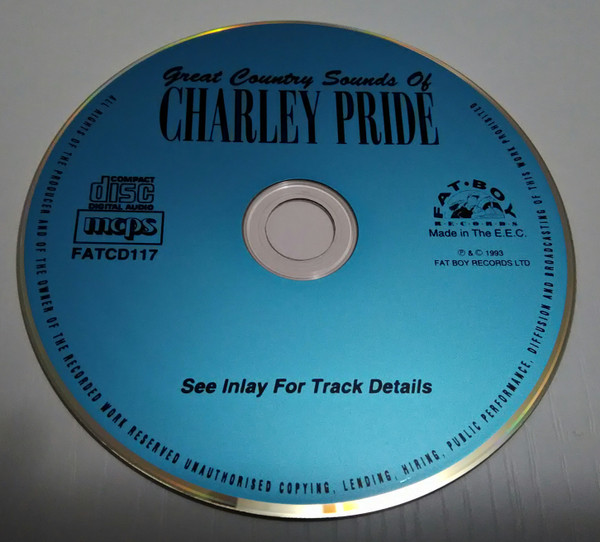 Great Country Sounds Of
CHARLEY PRIDE
COMPACT
disc
DIGITAL AUDIO
mcps
FATCD117
FAT·BOY
RECORDS
Made in The E.E.C.
℗ & © 1993
FAT BOY RECORDS LTD
See Inlay For Track Details
ALL RIGHTS OF THE PRODUCER AND OF THE OWNER OF THE RECORDED WORK RESERVED UNAUTHORISED COPYING, LENDING, HIRING, PUBLIC PERFORMANCE, DIFFUSION AND BROADCASTING OF THIS WORK PROHIBITED